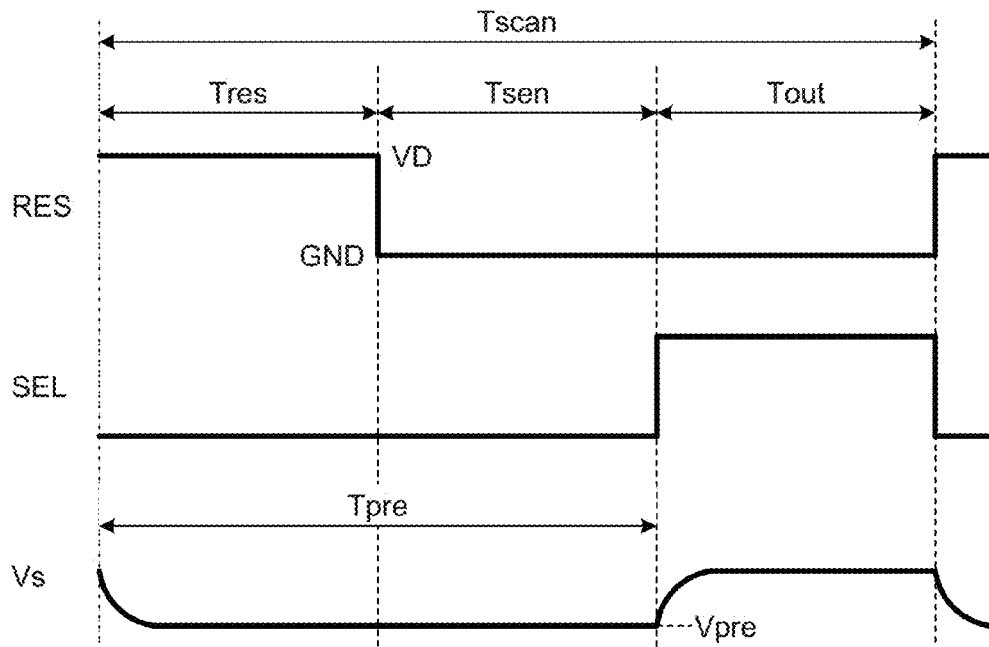 Tscan
Tres
Tsen
Tout
VD
RES
GND
SEL
Tpre
Vs
Vpre